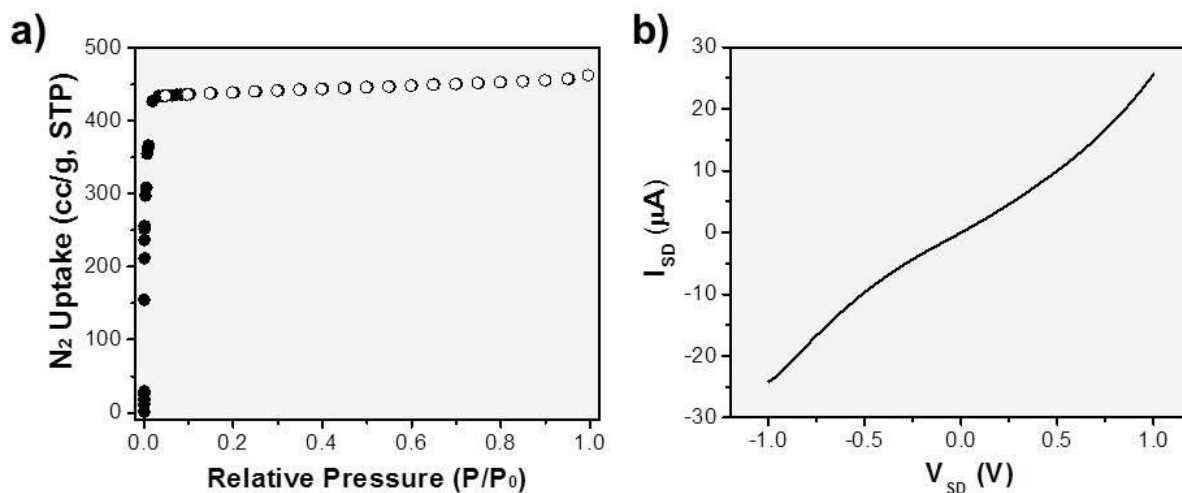 a)
N₂ Uptake (cc/g, STP)
500
400
300
200
100
0
0.0 0.2 0.4 0.6 0.8 1.0
Relative Pressure (P/P₀)
b)
I_SD (μA)
30
20
10
0
-10
-20
-30
-1.0 -0.5 0.0 0.5 1.0
V_SD (V)